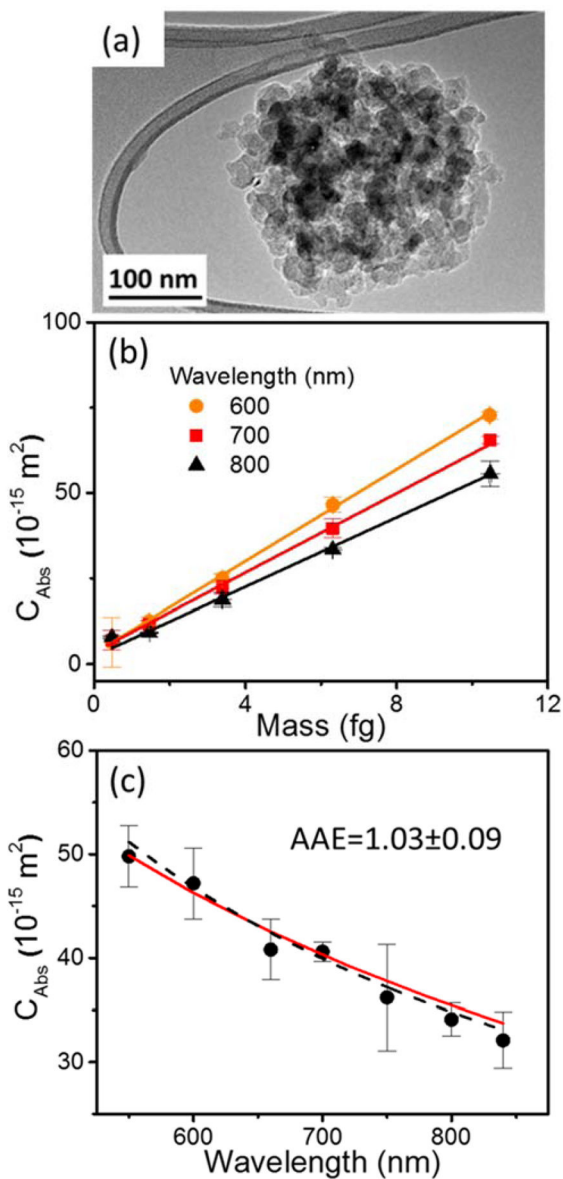 (a)
100 nm
(b)
Wavelength (nm)
600
700
800
100
50
0
C_Abs (10^-15 m^2)
0 4 8 12
Mass (fg)
(c)
AAE=1.03±0.09
60
50
40
30
C_Abs (10^-15 m^2)
600 700 800
Wavelength (nm)